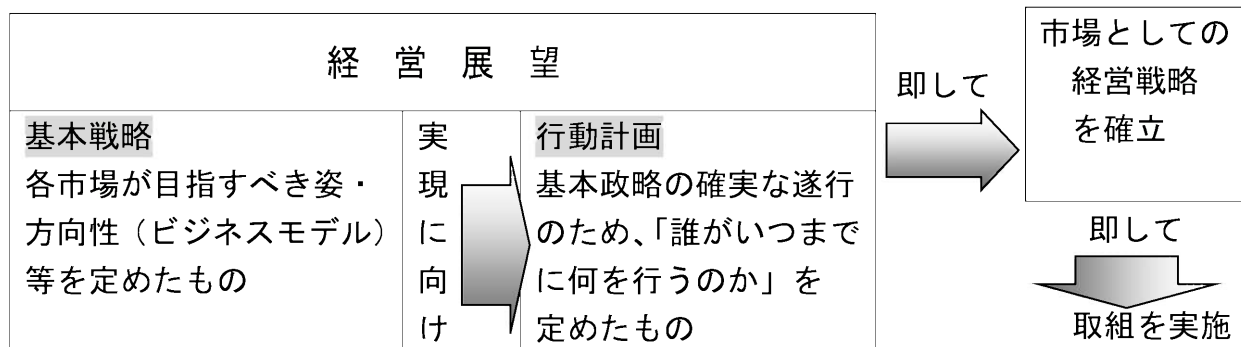 経営展望
基本戦略
各市場が目指すべき姿・
方向性（ビジネスモデル）
等を定めたもの
実現に向け
行動計画
基本政略の確実な遂行
のため、「誰がいつまで
に何を行うのか」を
定めたもの
即して
市場としての
経営戦略
を確立
即して
取組を実施